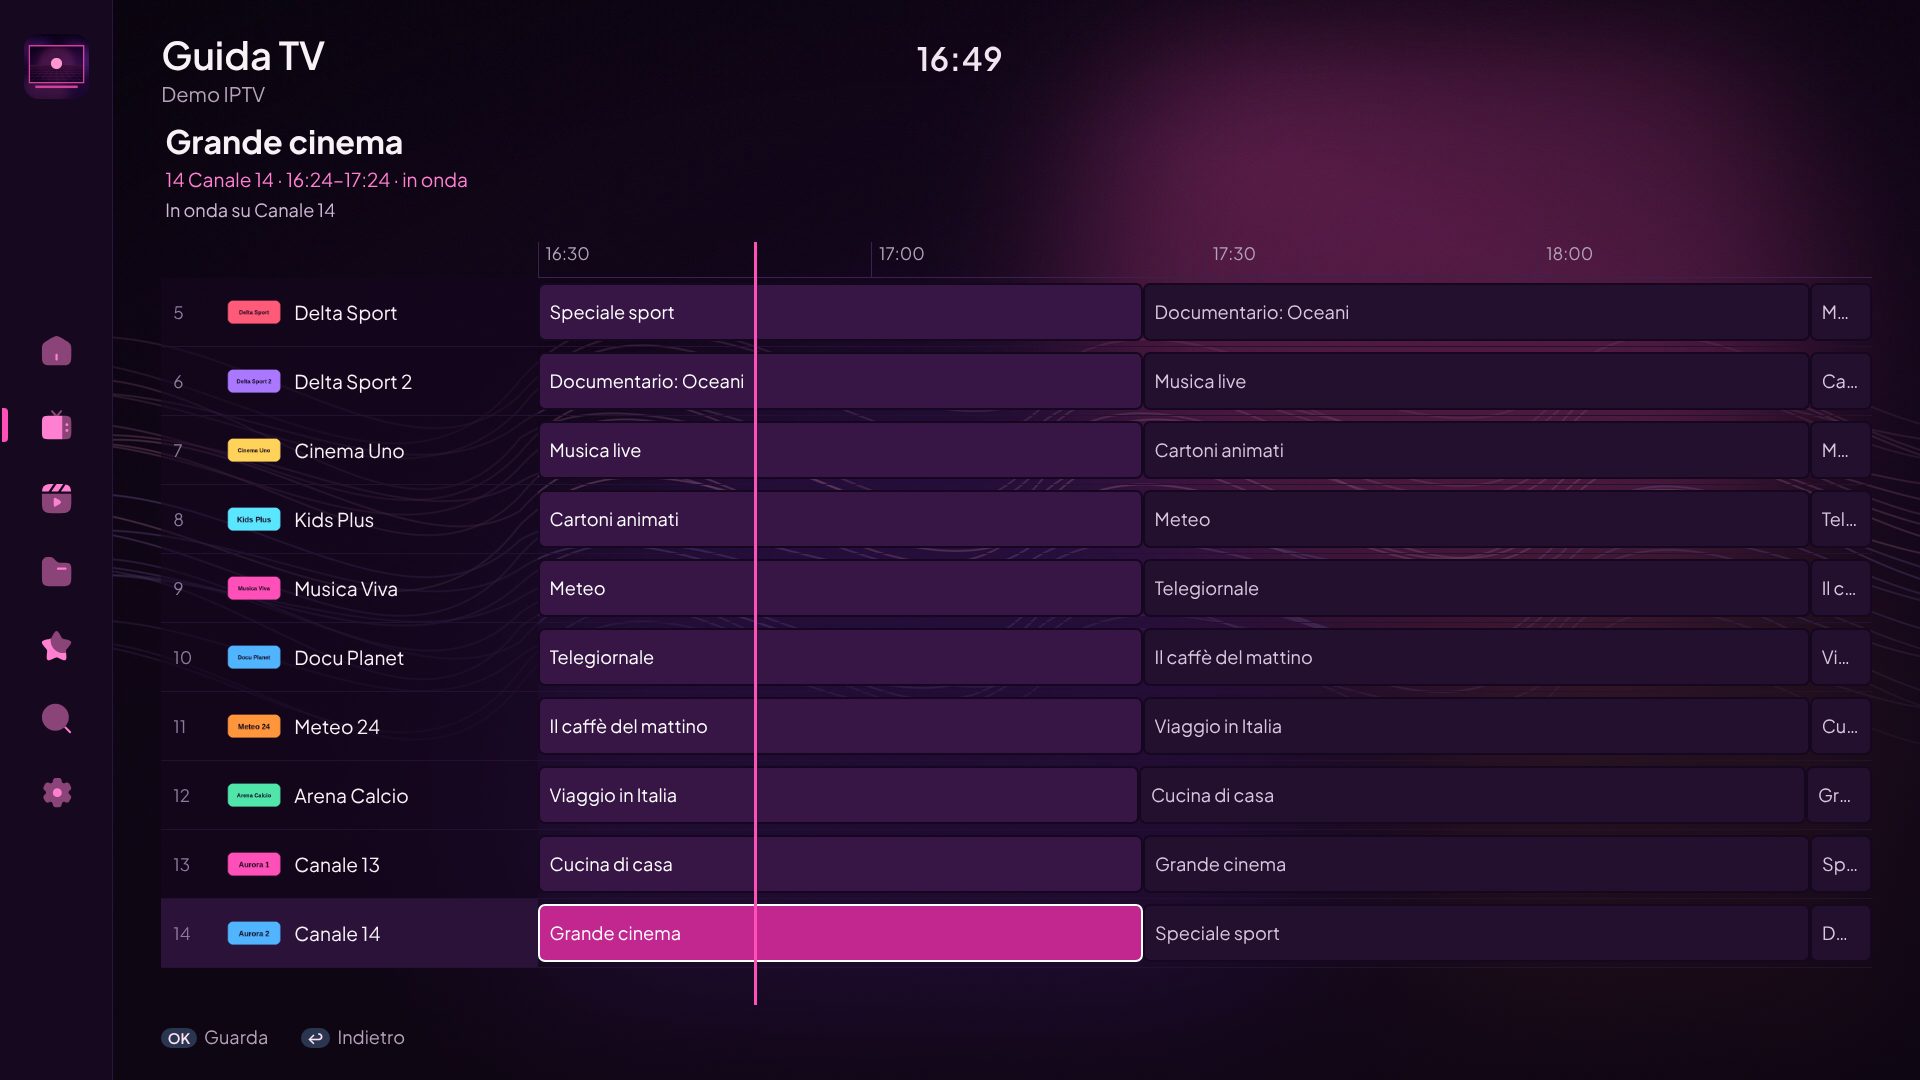 Guida TV
16:49
Demo IPTV
Grande cinema
14 Canale 14 · 16:24–17:24 · in onda
In onda su Canale 14
16:30 17:00 17:30 18:00
5 Delta Sport Delta Sport Speciale sport Documentario: Oceani M...
6 Delta Sport 2 Delta Sport 2 Documentario: Oceani Musica live Ca...
7 Cinema Uno Cinema Uno Musica live Cartoni animati M...
8 Kids Plus Kids Plus Cartoni animati Meteo Tel...
9 Musica Viva Musica Viva Meteo Telegiornale Il c...
10 Docu Planet Docu Planet Telegiornale Il caffè del mattino Vi...
11 Meteo 24 Meteo 24 Il caffè del mattino Viaggio in Italia Cu...
12 Arena Calcio Arena Calcio Viaggio in Italia Cucina di casa Gr...
13 Aurora 1 Canale 13 Cucina di casa Grande cinema Sp...
14 Aurora 2 Canale 14 Grande cinema Speciale sport D...
OK Guarda Indietro